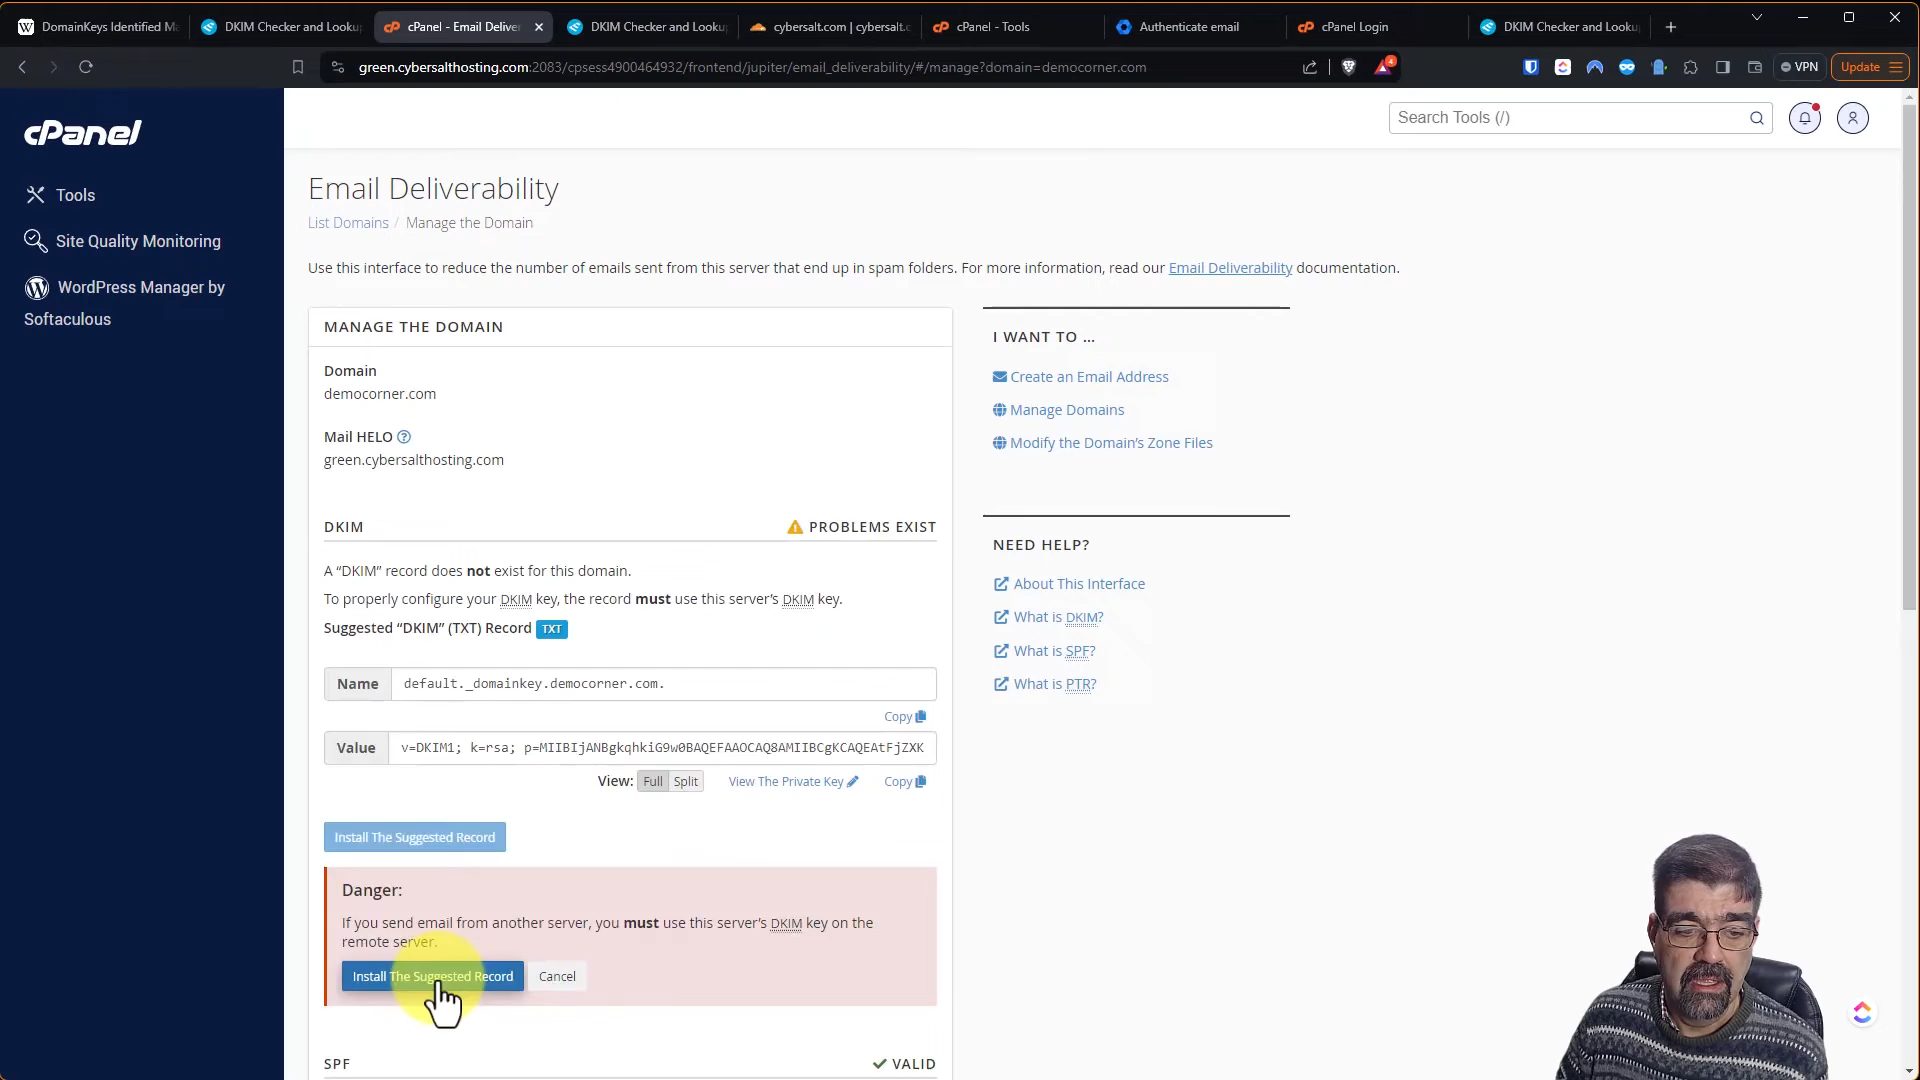 DomainKeys Identified Ma
DKIM Checker and Looku
cPanel - Email Deliver
DKIM Checker and Looku
cybersalt.com | cybersalt.c
cPanel - Tools
Authenticate email
cPanel Login
DKIM Checker and Looku
green.cybersalthosting.com:2083/cpsess4900464932/frontend/jupiter/email_deliverability/#/manage?domain=democorner.com
4
VPN
Update
cPanel
Search Tools (/)
Tools
Site Quality Monitoring
WordPress Manager by
Softaculous
Email Deliverability
List Domains / Manage the Domain
Use this interface to reduce the number of emails sent from this server that end up in spam folders. For more information, read our Email Deliverability documentation.
MANAGE THE DOMAIN
Domain
democorner.com
Mail HELO
green.cybersalthosting.com
DKIM
PROBLEMS EXIST
A “DKIM” record does not exist for this domain.
To properly configure your DKIM key, the record must use this server’s DKIM key.
Suggested “DKIM” (TXT) Record TXT
Name default._domainkey.democorner.com.
Copy
Value v=DKIM1; k=rsa; p=MIIBIjANBgkqhkiG9w0BAQEFAAOCAQ8AMIIBCgKCAQEAtFjZXK
View: Full Split View The Private Key Copy
Install The Suggested Record
Danger:
If you send email from another server, you must use this server’s DKIM key on the
remote server.
Install The Suggested Record Cancel
SPF
VALID
I WANT TO ...
Create an Email Address
Manage Domains
Modify the Domain’s Zone Files
NEED HELP?
About This Interface
What is DKIM?
What is SPF?
What is PTR?